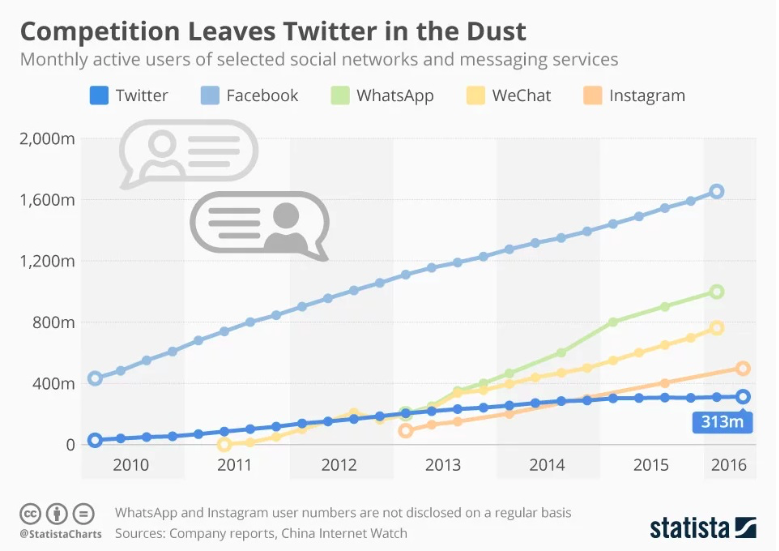 Competition Leaves Twitter in the Dust
Monthly active users of selected social networks and messaging services
Twitter Facebook WhatsApp WeChat Instagram
2,000m
1,600m
1,200m
800m
400m
0
313m
2010 2011 2012 2013 2014 2015 2016
WhatsApp and Instagram user numbers are not disclosed on a regular basis
@StatistaCharts Sources: Company reports, China Internet Watch
cc
statista